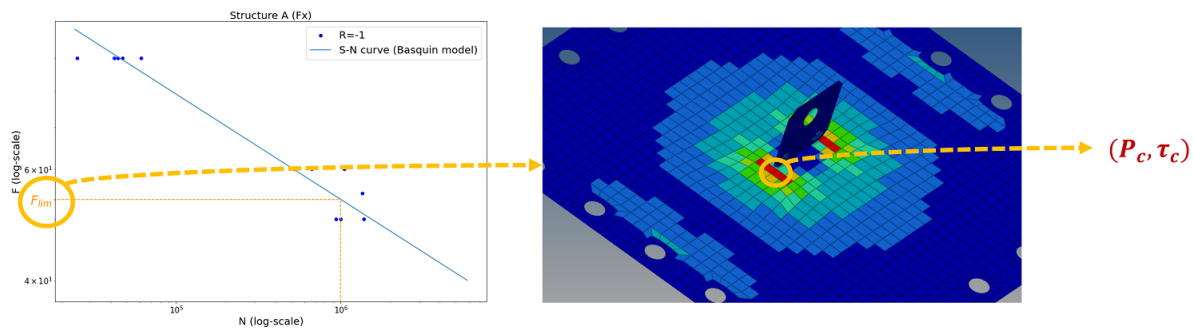 Structure A (Fx)
R=-1
S-N curve (Basquin model)
F (log-scale)
6 × 10¹
F_lim
4 × 10¹
10⁵
10⁶
N (log-scale)
(P_c, τ_c)